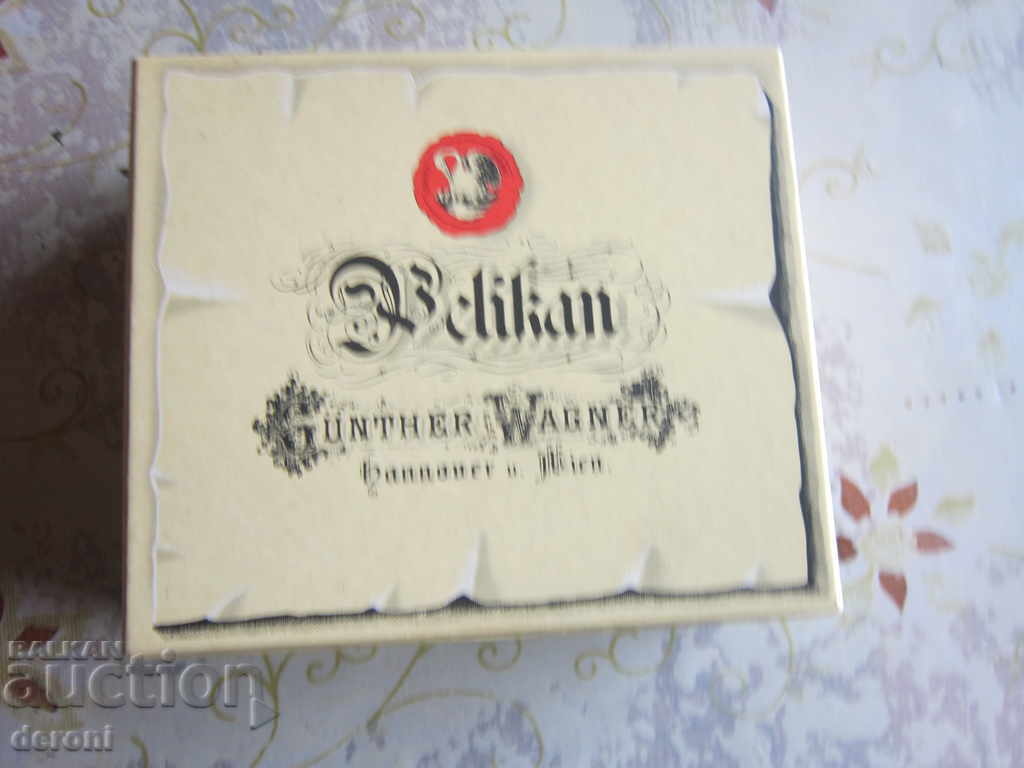 Pelikan
GÜNTHER WAGNER
Hannover u. Wien.
BALKAN
auction
deroni